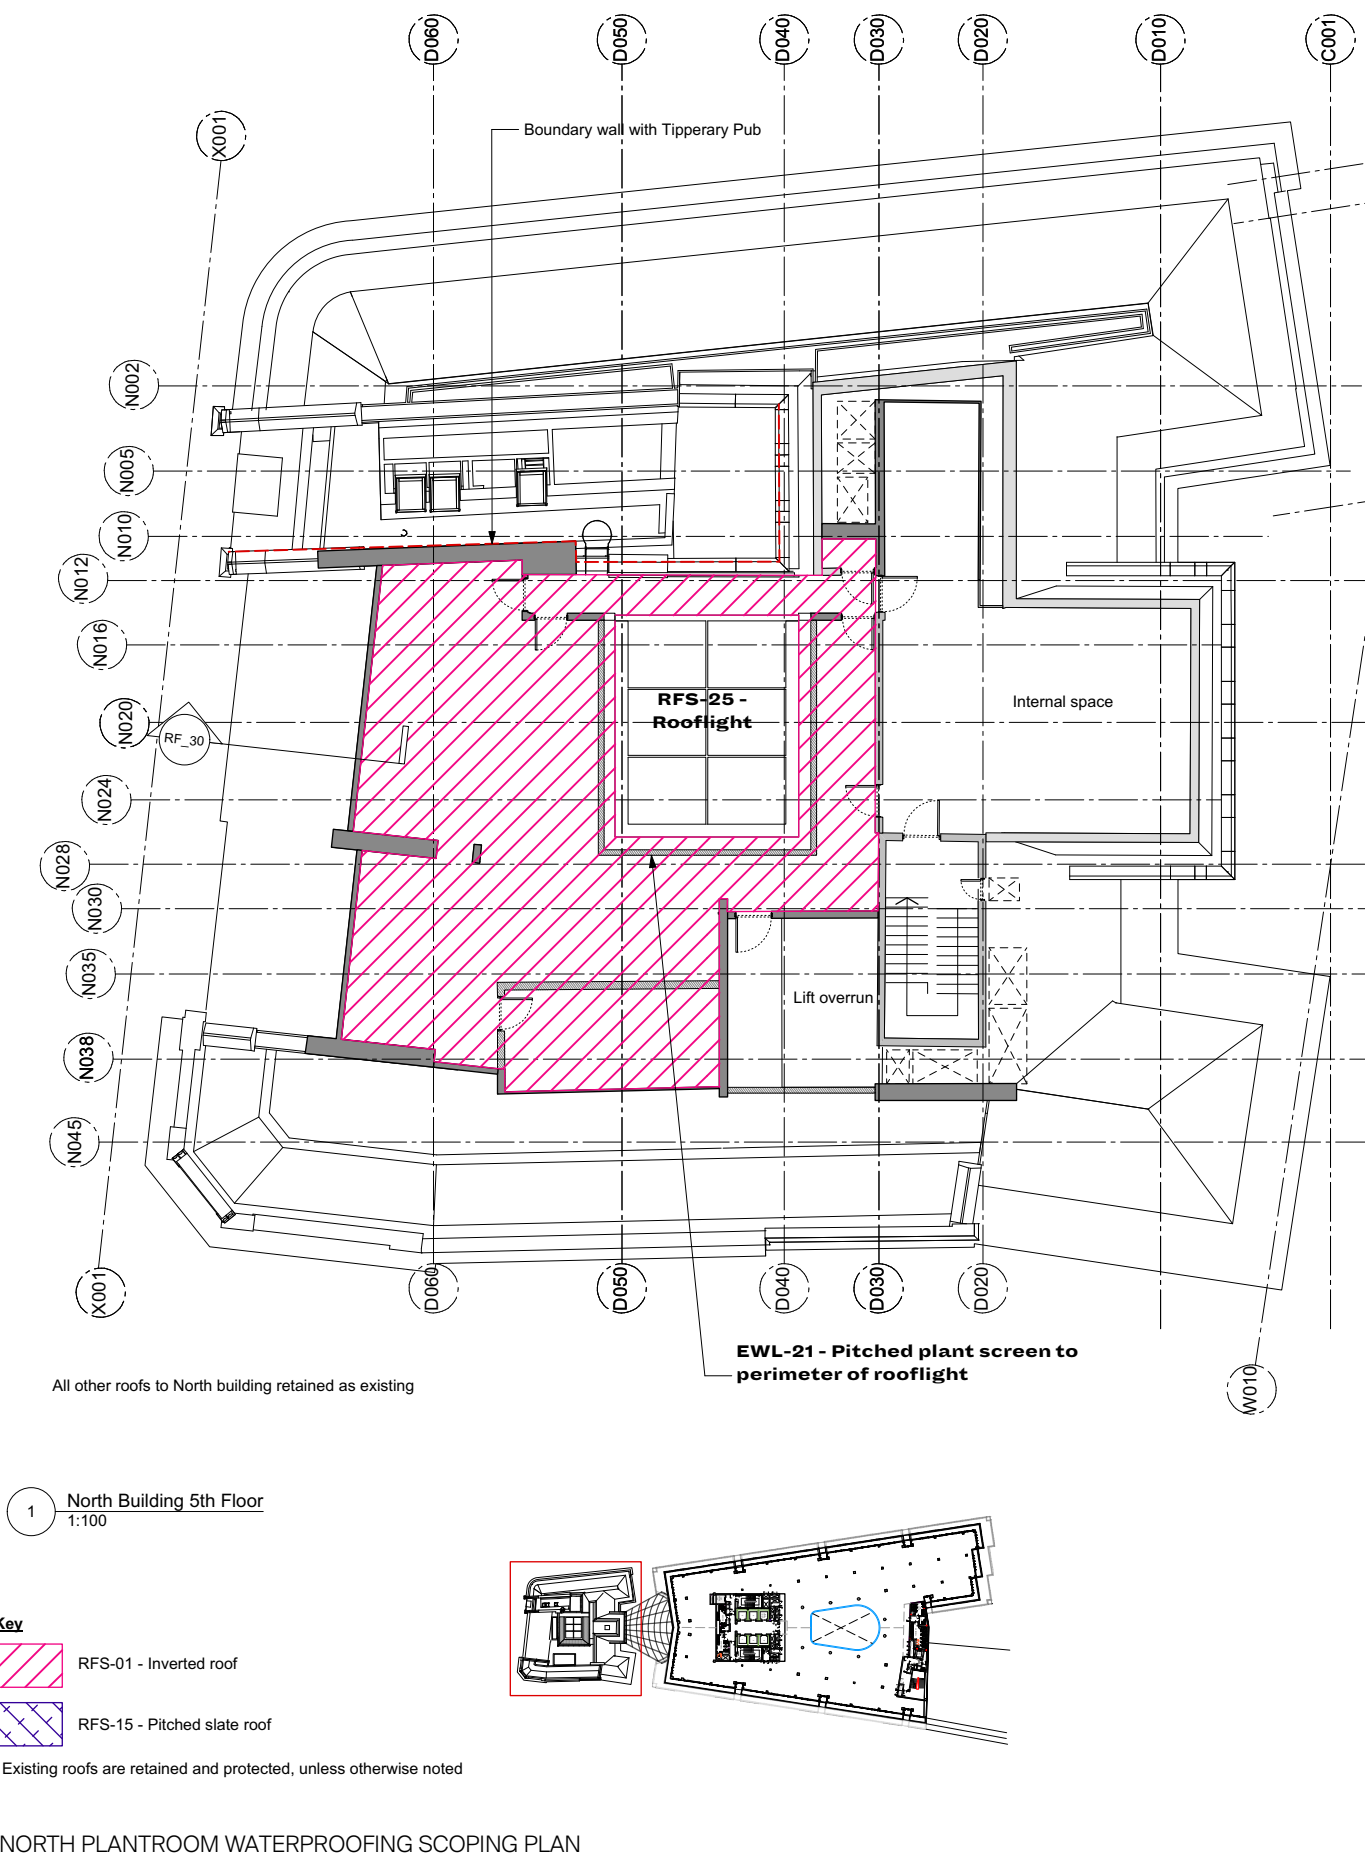 D060
D050
D040
D030
D020
D010
C001
X001
Boundary wall with Tipperary Pub
N002
N005
N010
N012
N016
N020
RF_30
N024
N028
N030
N035
N038
N045
RFS-25 -
Rooflight
Internal space
Lift overrun
X001
D060
D050
D040
D030
D020
W010
EWL-21 - Pitched plant screen to
perimeter of rooflight
All other roofs to North building retained as existing
1
North Building 5th Floor
1:100
Key
RFS-01 - Inverted roof
RFS-15 - Pitched slate roof
Existing roofs are retained and protected, unless otherwise noted
NORTH PLANTROOM WATERPROOFING SCOPING PLAN